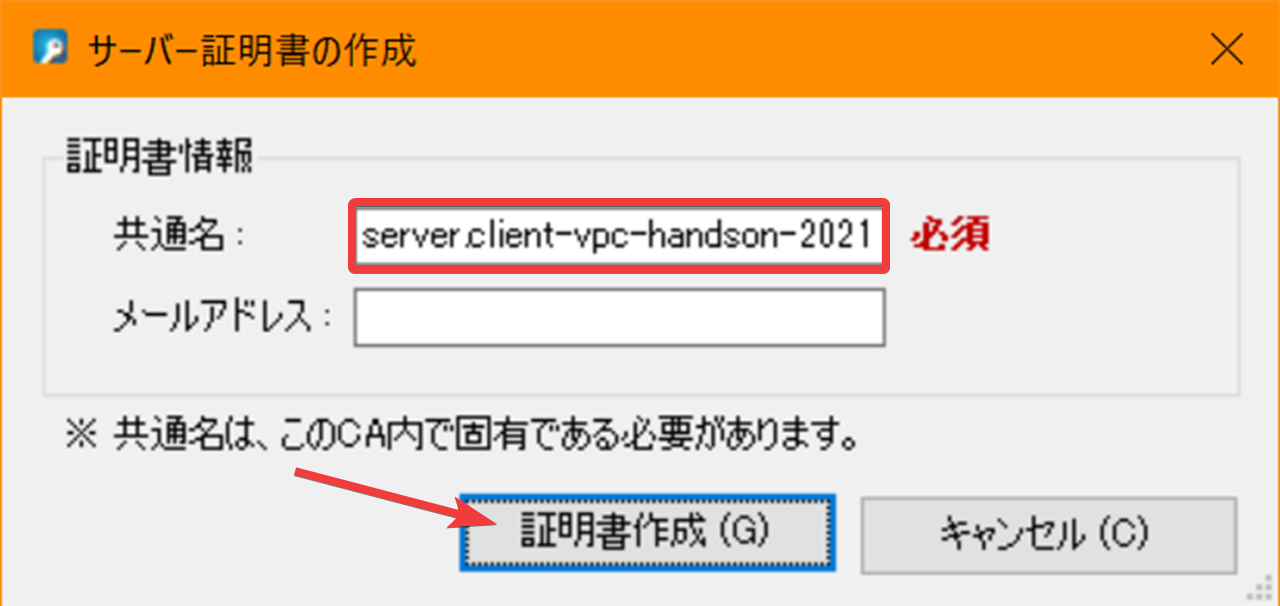 サーバー証明書の作成
証明書情報
共通名： server.client-vpc-handson-2021 必須
メールアドレス：
※ 共通名は、このCA内で固有である必要があります。
証明書作成(G) キャンセル(C)